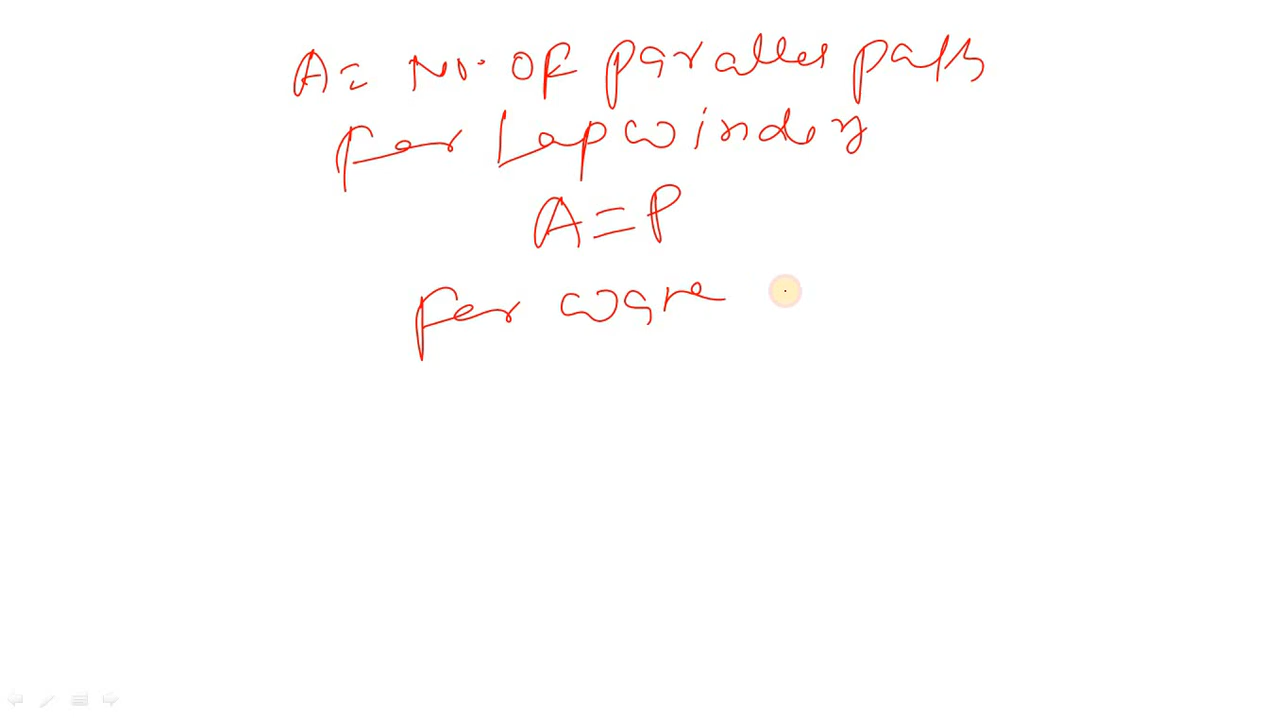 A = No. of parallel path
for Lap winding
A = P
for wave